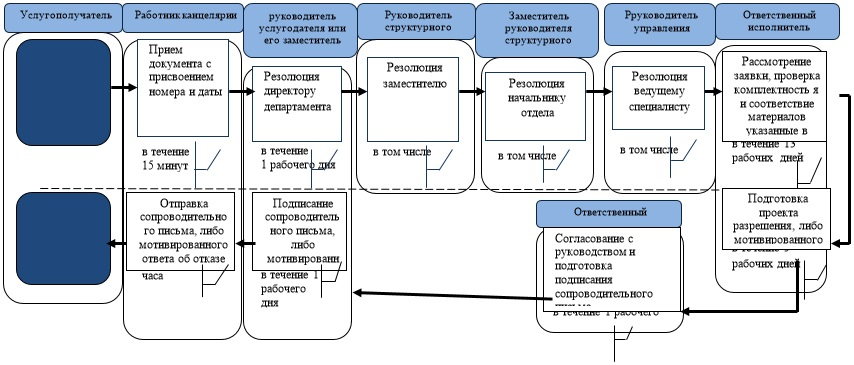 Услугополучатель
Работник канцелярии
руководитель
услугодателя или
его заместитель
Руководитель
структурного
Заместитель
руководителя
структурного
Рруководитель
управления
Ответственный
исполнитель
Прием
документа с
присвоением
номера и даты
Резолюция
директору
департамента
Резолюция
заместителю
Резолюция
начальнику
отдела
Резолюция
ведущему
специалисту
Рассмотрение
заявки, проверка
комплектность я
и соответствие
материалов
указанные в
в течение
15 минут
в течение
1 рабочего дня
в том числе
в том числе
в том числе
в течение 13
рабочих дней
Отправка
сопроводительно
го письма, либо
мотивированного
ответа об отказе
часа
Подписание
сопроводитель
ного письма,
либо
мотивированн
в течение 1
рабочего
дня
Ответственный
Согласование с
руководством и
подготовка
подписания
сопроводительного
в течение 1 рабочего
Подготовка
проекта
разрешения, либо
мотивированного
рабочих дней